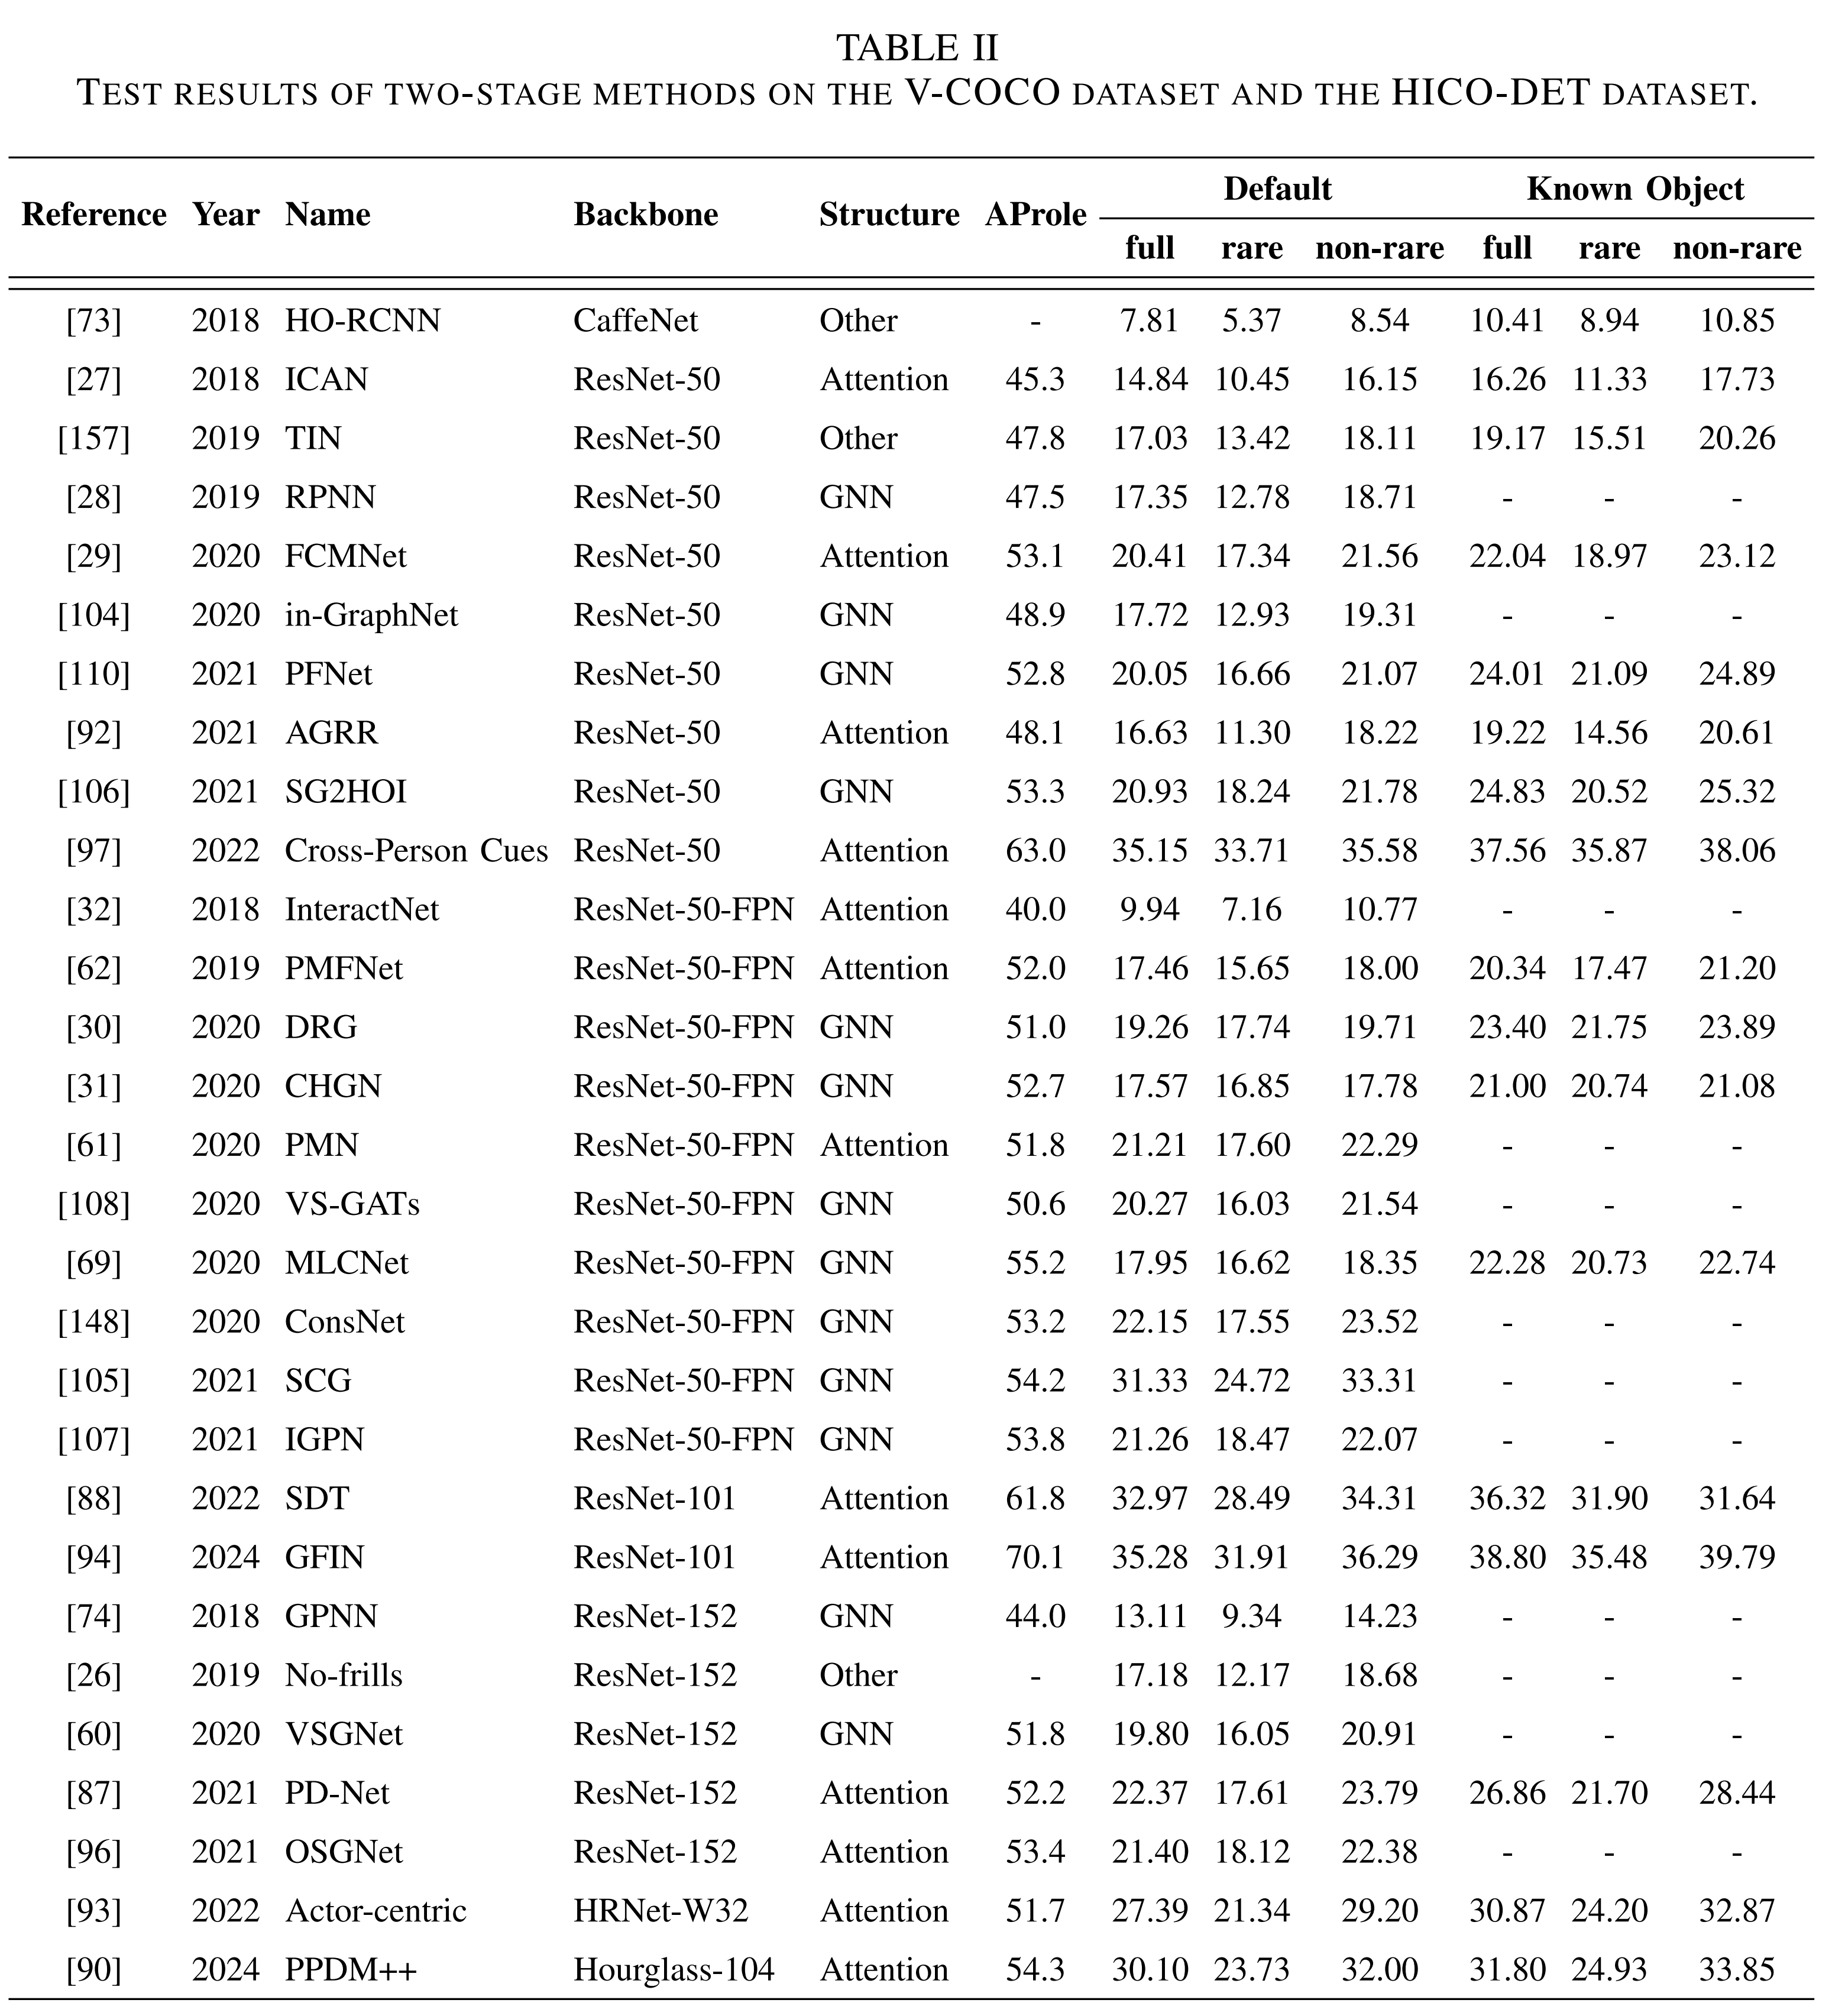 TABLE II
TEST RESULTS OF TWO-STAGE METHODS ON THE V-COCO DATASET AND THE HICO-DET DATASET.
Reference Year Name Backbone Structure AProle Default Known Object
full rare non-rare full rare non-rare
[73] 2018 HO-RCNN CaffeNet Other - 7.81 5.37 8.54 10.41 8.94 10.85
[27] 2018 ICAN ResNet-50 Attention 45.3 14.84 10.45 16.15 16.26 11.33 17.73
[157] 2019 TIN ResNet-50 Other 47.8 17.03 13.42 18.11 19.17 15.51 20.26
[28] 2019 RPNN ResNet-50 GNN 47.5 17.35 12.78 18.71 - - -
[29] 2020 FCMNet ResNet-50 Attention 53.1 20.41 17.34 21.56 22.04 18.97 23.12
[104] 2020 in-GraphNet ResNet-50 GNN 48.9 17.72 12.93 19.31 - - -
[110] 2021 PFNet ResNet-50 GNN 52.8 20.05 16.66 21.07 24.01 21.09 24.89
[92] 2021 AGRR ResNet-50 Attention 48.1 16.63 11.30 18.22 19.22 14.56 20.61
[106] 2021 SG2HOI ResNet-50 GNN 53.3 20.93 18.24 21.78 24.83 20.52 25.32
[97] 2022 Cross-Person Cues ResNet-50 Attention 63.0 35.15 33.71 35.58 37.56 35.87 38.06
[32] 2018 InteractNet ResNet-50-FPN Attention 40.0 9.94 7.16 10.77 - - -
[62] 2019 PMFNet ResNet-50-FPN Attention 52.0 17.46 15.65 18.00 20.34 17.47 21.20
[30] 2020 DRG ResNet-50-FPN GNN 51.0 19.26 17.74 19.71 23.40 21.75 23.89
[31] 2020 CHGN ResNet-50-FPN GNN 52.7 17.57 16.85 17.78 21.00 20.74 21.08
[61] 2020 PMN ResNet-50-FPN Attention 51.8 21.21 17.60 22.29 - - -
[108] 2020 VS-GATs ResNet-50-FPN GNN 50.6 20.27 16.03 21.54 - - -
[69] 2020 MLCNet ResNet-50-FPN GNN 55.2 17.95 16.62 18.35 22.28 20.73 22.74
[148] 2020 ConsNet ResNet-50-FPN GNN 53.2 22.15 17.55 23.52 - - -
[105] 2021 SCG ResNet-50-FPN GNN 54.2 31.33 24.72 33.31 - - -
[107] 2021 IGPN ResNet-50-FPN GNN 53.8 21.26 18.47 22.07 - - -
[88] 2022 SDT ResNet-101 Attention 61.8 32.97 28.49 34.31 36.32 31.90 31.64
[94] 2024 GFIN ResNet-101 Attention 70.1 35.28 31.91 36.29 38.80 35.48 39.79
[74] 2018 GPNN ResNet-152 GNN 44.0 13.11 9.34 14.23 - - -
[26] 2019 No-frills ResNet-152 Other - 17.18 12.17 18.68 - - -
[60] 2020 VSGNet ResNet-152 GNN 51.8 19.80 16.05 20.91 - - -
[87] 2021 PD-Net ResNet-152 Attention 52.2 22.37 17.61 23.79 26.86 21.70 28.44
[96] 2021 OSGNet ResNet-152 Attention 53.4 21.40 18.12 22.38 - - -
[93] 2022 Actor-centric HRNet-W32 Attention 51.7 27.39 21.34 29.20 30.87 24.20 32.87
[90] 2024 PPDM++ Hourglass-104 Attention 54.3 30.10 23.73 32.00 31.80 24.93 33.85